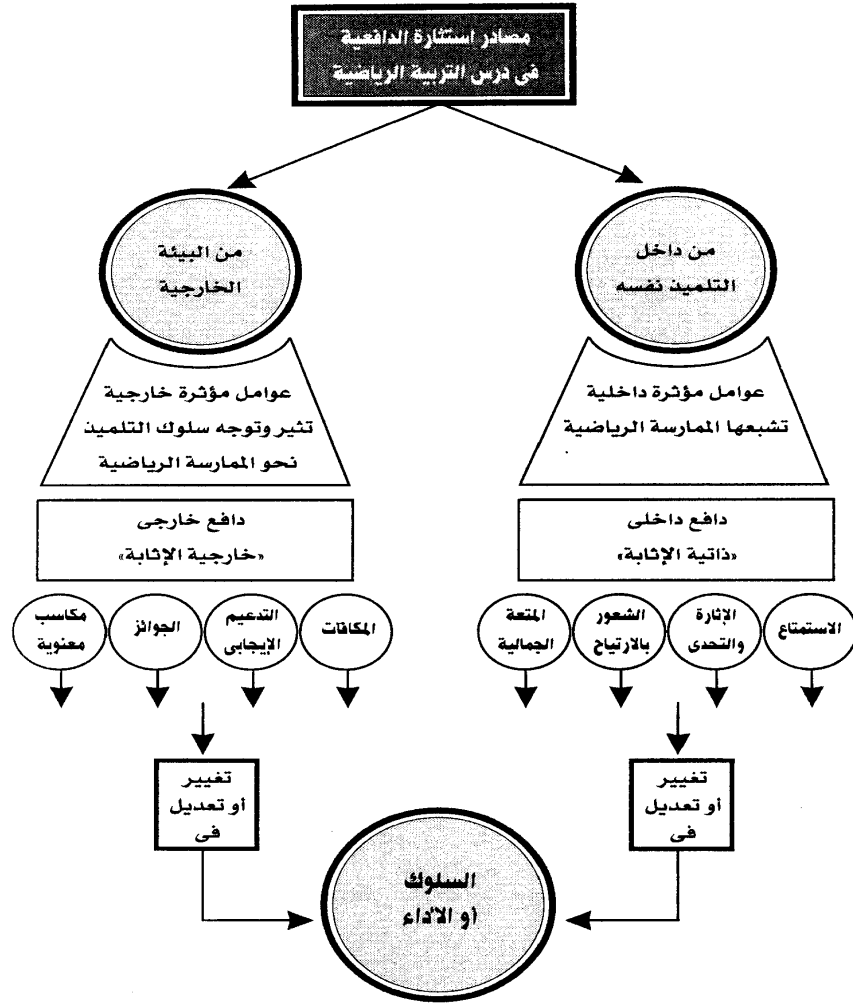 مصادر استثارة الدافعية
فى درس التربية الرياضية
من داخل
التلميذ نفسه
من البيئة
الخارجية
عوامل مؤثرة داخلية
تشبعها الممارسة الرياضية
عوامل مؤثرة خارجية
تثير وتوجه سلوك التلميذ
نحو الممارسة الرياضية
دافع داخلى
«ذاتية الإثابة»
دافع خارجى
«خارجية الإثابة»
الاستمتاع
الإثارة
والتحدى
الشعور
بالارتياح
المتعة
الجمالية
المكافآت
التدعيم
الإيجابى
الجوائز
مكاسب
معنوية
تغيير
أو تعديل
فى
تغيير
أو تعديل
فى
السلوك
أو الأداء